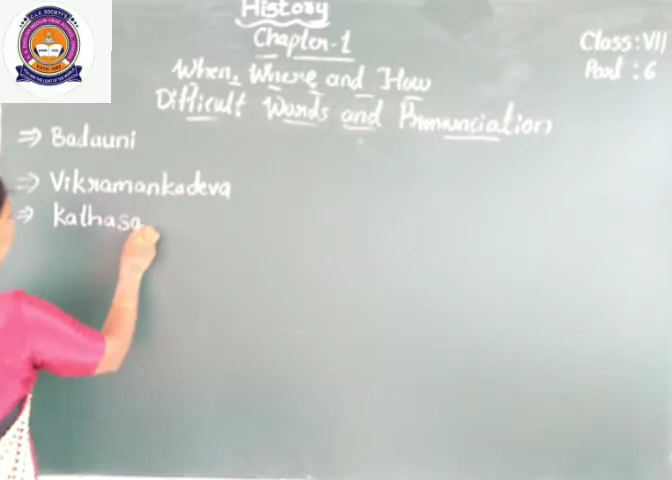 History
Chapter-1
Class: VII
When, Where and How
Part : 6
Difficult Words and Pronunciation
⇒ Badauni
⇒ Vikramankadeva
⇒ Kalhasa